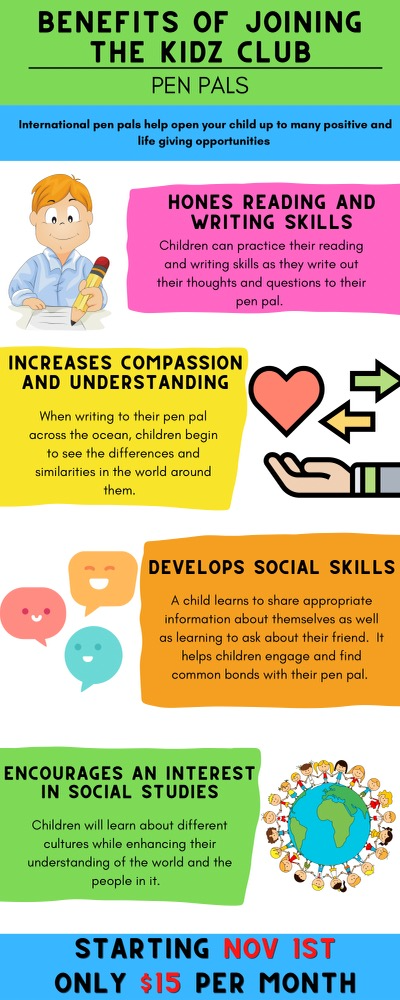 BENEFITS OF JOINING
THE KIDZ CLUB
PEN PALS
International pen pals help open your child up to many positive and
life giving opportunities
HONES READING AND
WRITING SKILLS
Children can practice their reading
and writing skills as they write out
their thoughts and questions to their
pen pal.
INCREASES COMPASSION
AND UNDERSTANDING
When writing to their pen pal
across the ocean, children begin
to see the differences and
similarities in the world around
them.
DEVELOPS SOCIAL SKILLS
A child learns to share appropriate
information about themselves as well
as learning to ask about their friend. It
helps children engage and find
common bonds with their pen pal.
ENCOURAGES AN INTEREST
IN SOCIAL STUDIES
Children will learn about different
cultures while enhancing their
understanding of the world and the
people in it.
STARTING NOV 1ST
ONLY $15 PER MONTH